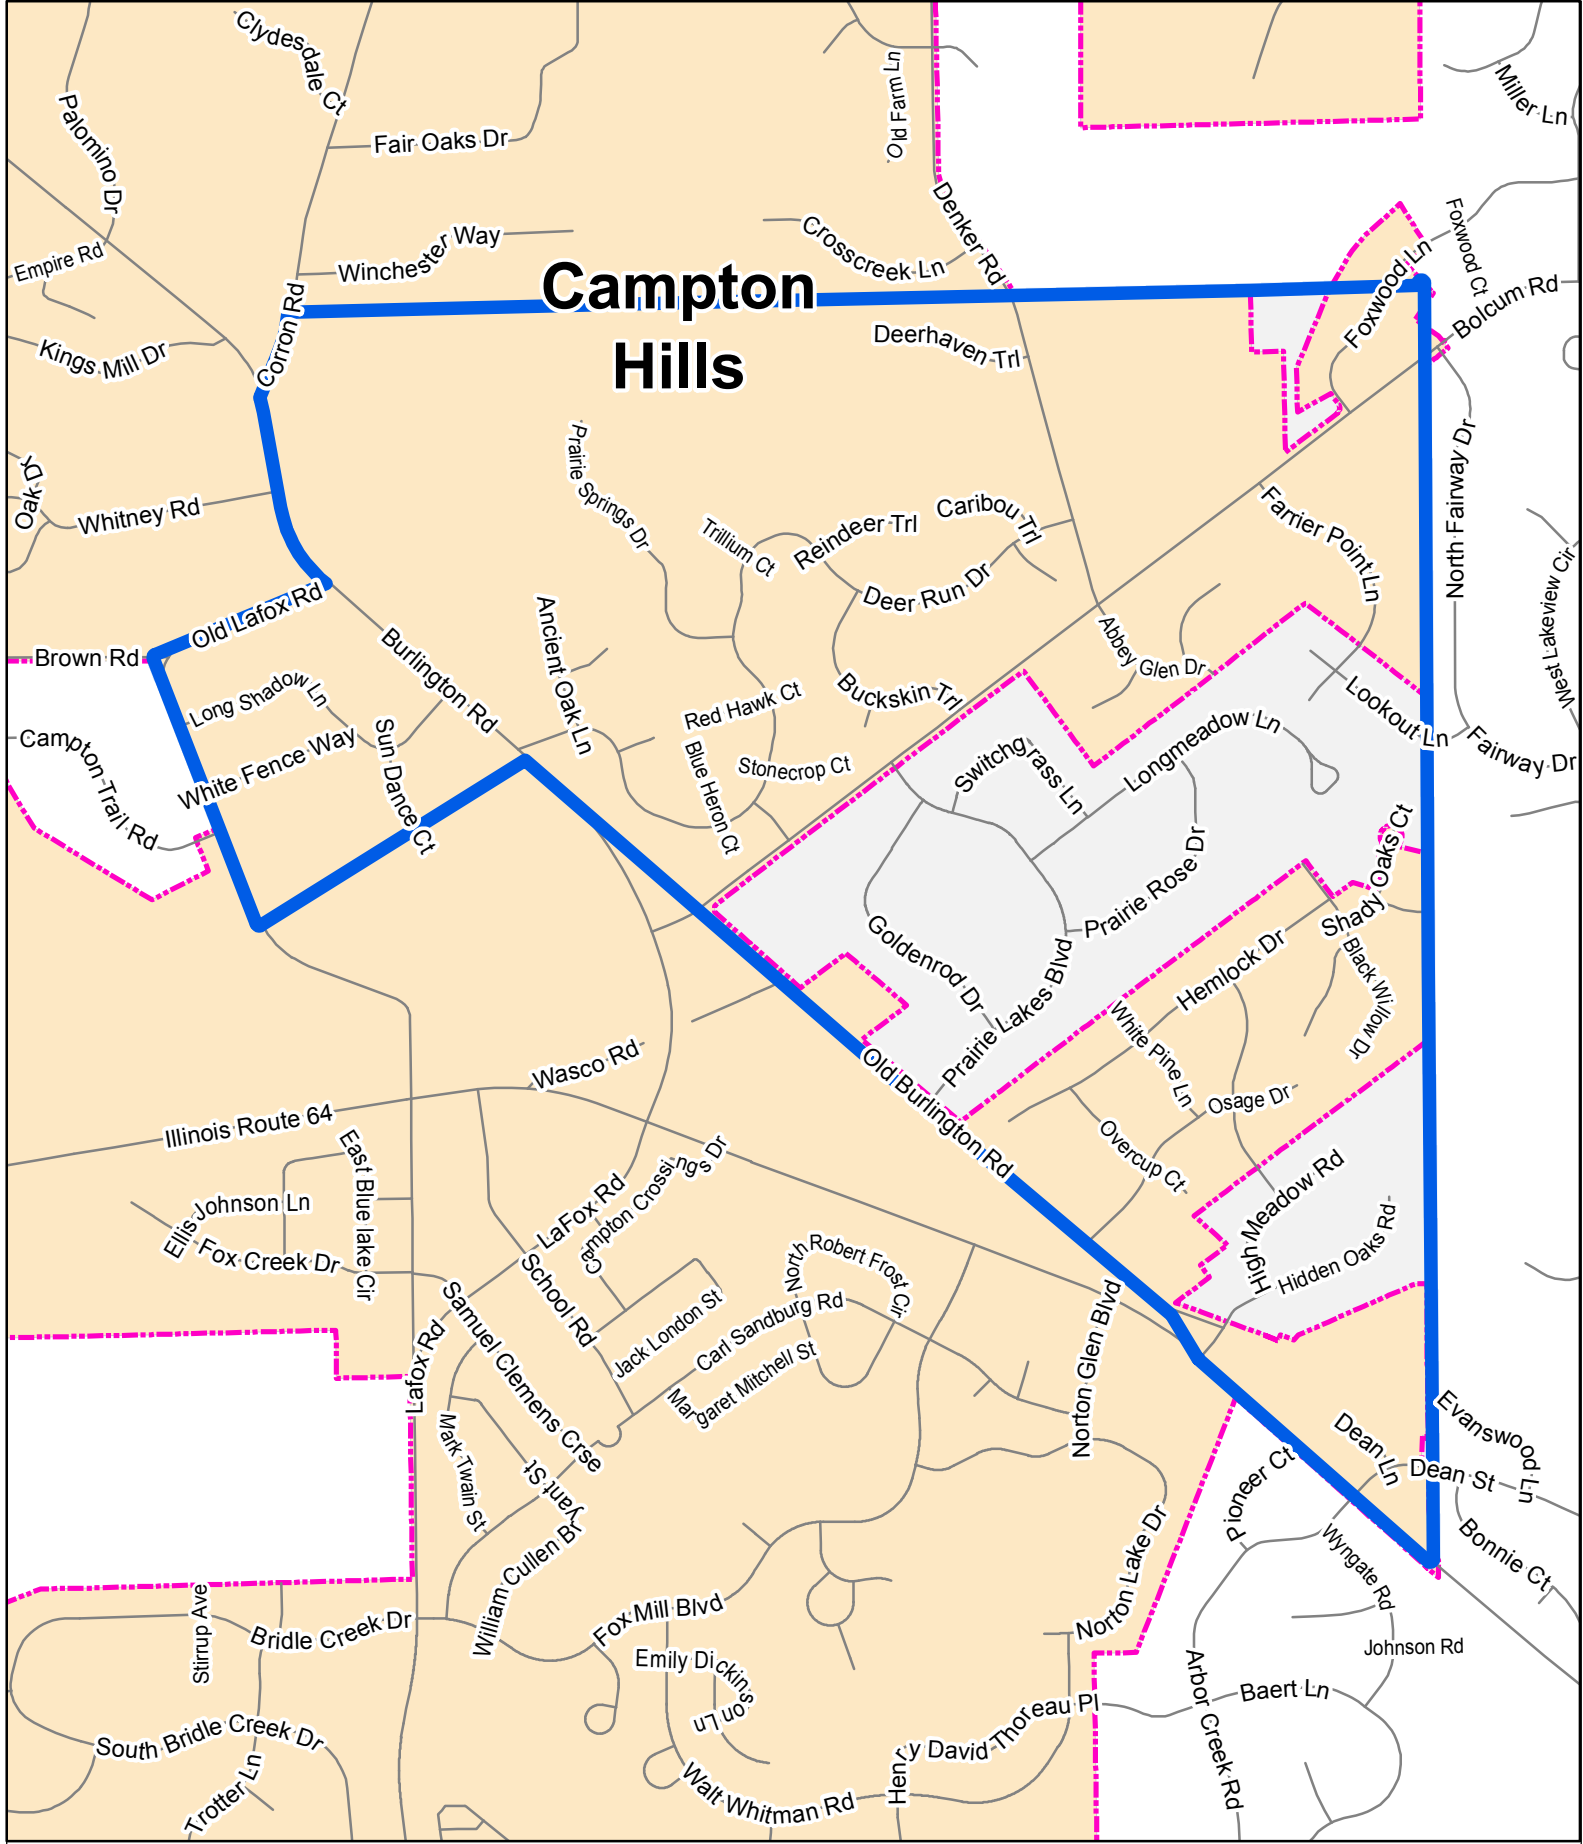 Clydesdale Ct
Palomino Dr
Fair Oaks Dr
Old Farm Ln
Miller Ln
Empire Rd
Winchester Way
Crosscreek Ln
Denker Rd
Foxwood Ln
Foxwood Ct
Bolcum Rd
Campton
Hills
Corron Rd
Kings Mill Dr
Deerhaven Trl
Oak Dr
Whitney Rd
Prairie Springs Dr
Trillium Ct
Reindeer Trl
Caribou Trl
Deer Run Dr
Farrier Point Ln
North Fairway Dr
West Lakeview Cir
Old Lafox Rd
Brown Rd
Burlington Rd
Ancient Oak Ln
Abbey Glen Dr
Long Shadow Ln
Sun Dance Ct
White Fence Way
Campton Trail Rd
Red Hawk Ct
Buckskin Trl
Blue Heron Ct
Stonecrop Ct
Switchgrass Ln
Longmeadow Ln
Lookout Ln
Fairway Dr
Prairie Rose Dr
Shady Oaks Ct
Goldenrod Dr
Prairie Lakes Blvd
Hemlock Dr
Black Willow Dr
White Pine Ln
Osage Dr
Overcup Ct
Old Burlington Rd
Wasco Rd
Illinois Route 64
East Blue lake Cir
Ellis Johnson Ln
Fox Creek Dr
LaFox Rd
Campton Crossings Dr
School Rd
North Robert Frost Cir
High Meadow Rd
Hidden Oaks Rd
Samuel Clemens Crse
Jack London St
Carl Sandburg Rd
Margaret Mitchell St
Norton Glen Blvd
Lafox Rd
Mark Twain St
William Cullen Bryant St
Evanswood Ln
Dean Ln
Dean St
Pioneer Ct
Bonnie Ct
Wyngate Rd
Norton Lake Dr
Stirrup Ave
Bridle Creek Dr
Fox Mill Blvd
Emily Dickinson Ln
Johnson Rd
Arbor Creek Rd
Baert Ln
South Bridle Creek Dr
Trotter Ln
Henry David Thoreau Pl
Walt Whitman Rd